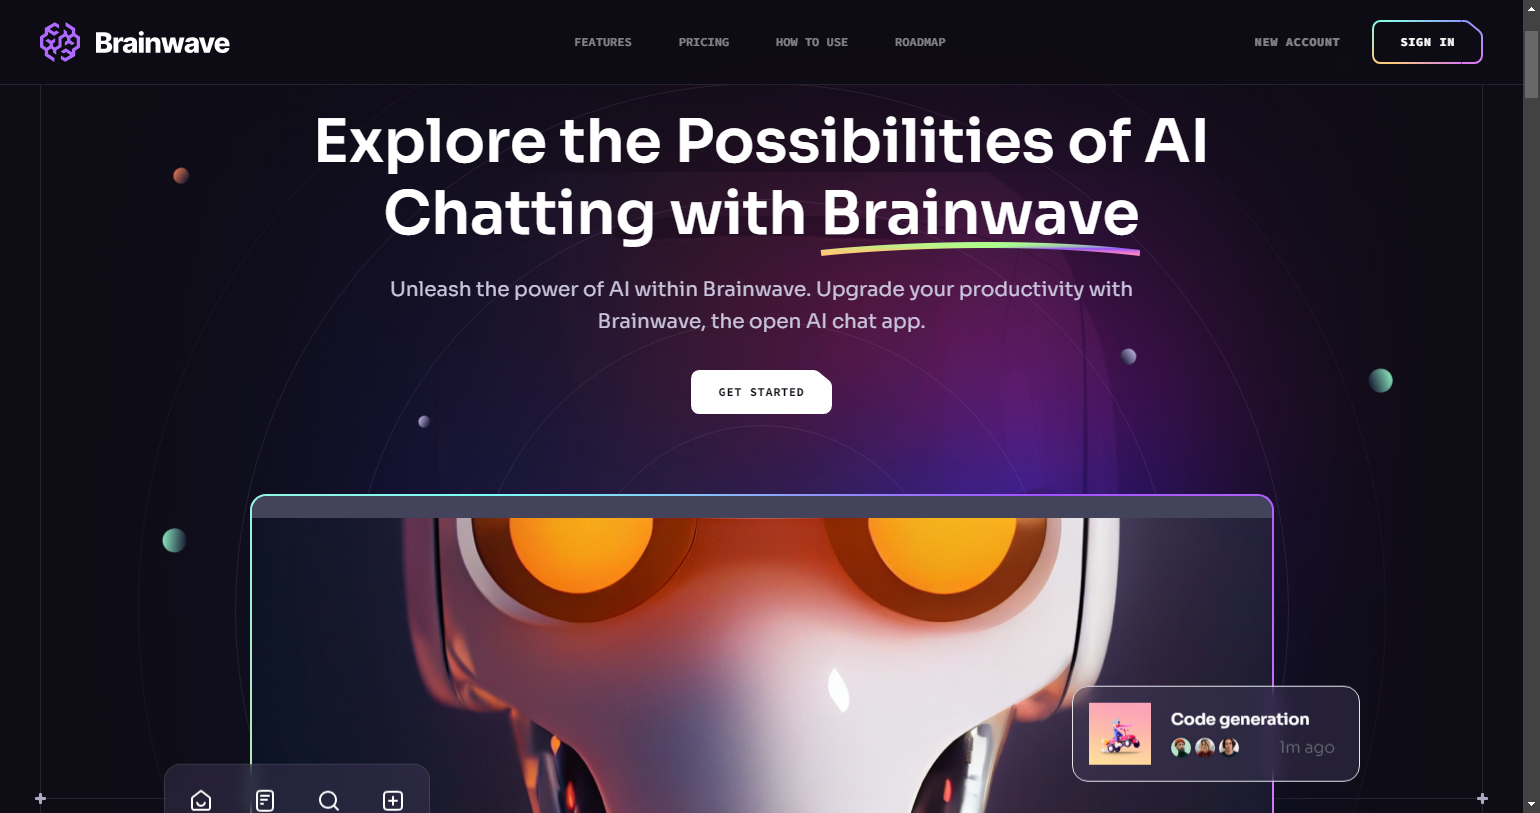 Brainwave
FEATURES
PRICING
HOW TO USE
ROADMAP
NEW ACCOUNT
SIGN IN
Explore the Possibilities of AI
Chatting with Brainwave
Unleash the power of AI within Brainwave. Upgrade your productivity with
Brainwave, the open AI chat app.
GET STARTED
Code generation
1m ago